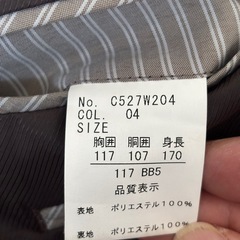 No. C527W204
COL. 04
SIZE
胸囲 胴囲 身長
117 107 170
117 BB5
品質表示
表地 ポリエステル100%
裏地 ポリエステル100%